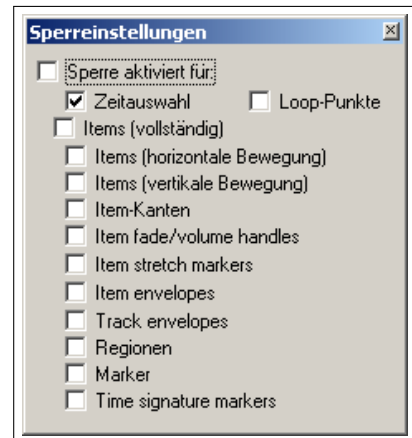 Sperreinstellungen
Sperre aktiviert für:
Zeitauswahl Loop-Punkte
Items (vollständig)
Items (horizontale Bewegung)
Items (vertikale Bewegung)
Item-Kanten
Item fade/volume handles
Item stretch markers
Item envelopes
Track envelopes
Regionen
Marker
Time signature markers